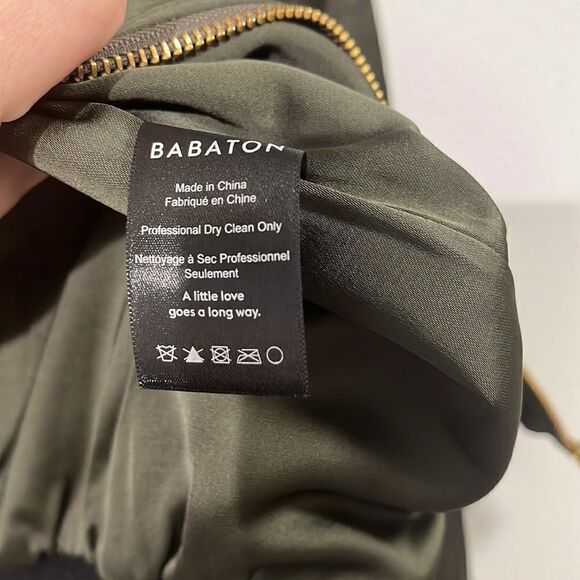 BABATON
Made in China
Fabriqué en Chine
Professional Dry Clean Only
Nettoyage à Sec Professionnel
Seulement
A little love
goes a long way.